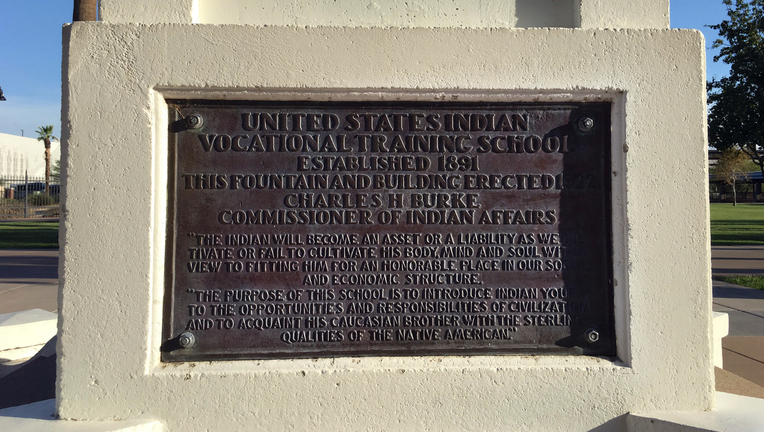 UNITED STATES INDIAN
VOCATIONAL TRAINING SCHOOL
ESTABLISHED 1891
THIS FOUNTAIN AND BUILDING ERECTED 1922
CHARLES H BURKE
COMMISSIONER OF INDIAN AFFAIRS
"THE INDIAN WILL BECOME AN ASSET OR A LIABILITY AS WE
TIVATE OR FAIL TO CULTIVATE HIS BODY, MIND AND SOUL WITH
VIEW TO FITTING HIM FOR AN HONORABLE PLACE IN OUR
AND ECONOMIC STRUCTURE.
"THE PURPOSE OF THIS SCHOOL IS TO INTRODUCE INDIAN
TO THE OPPORTUNITIES AND RESPONSIBILITIES OF CIVILIZATION
AND TO ACQUAINT HIS CAUCASIAN BROTHER WITH THE STERLING
QUALITIES OF THE NATIVE AMERICAN."